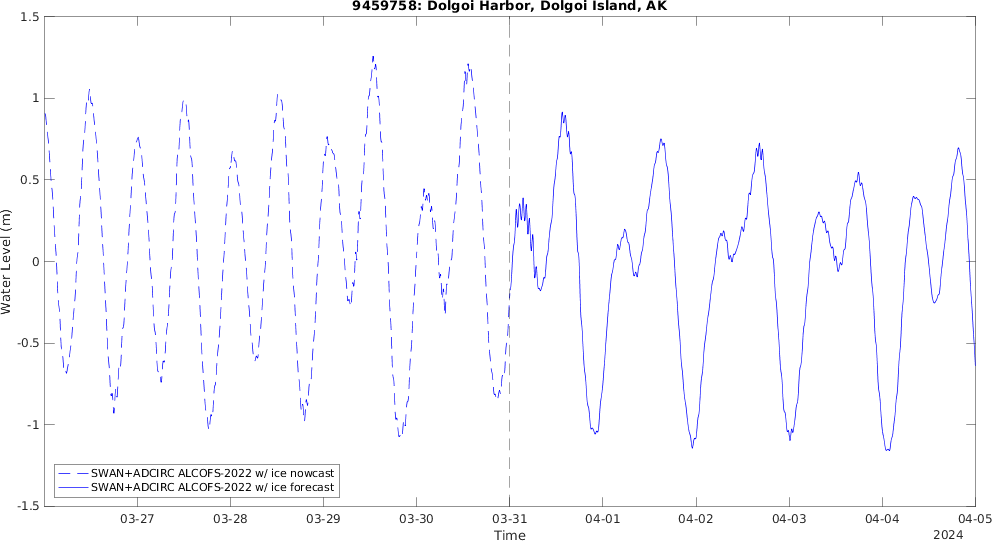 9459758: Dolgoi Harbor, Dolgoi Island, AK
1.5
1
0.5
0
-0.5
-1
-1.5
Water Level (m)
SWAN+ADCIRC ALCOFS-2022 w/ ice nowcast
SWAN+ADCIRC ALCOFS-2022 w/ ice forecast
03-27 03-28 03-29 03-30 03-31 04-01 04-02 04-03 04-04 04-05
Time
2024